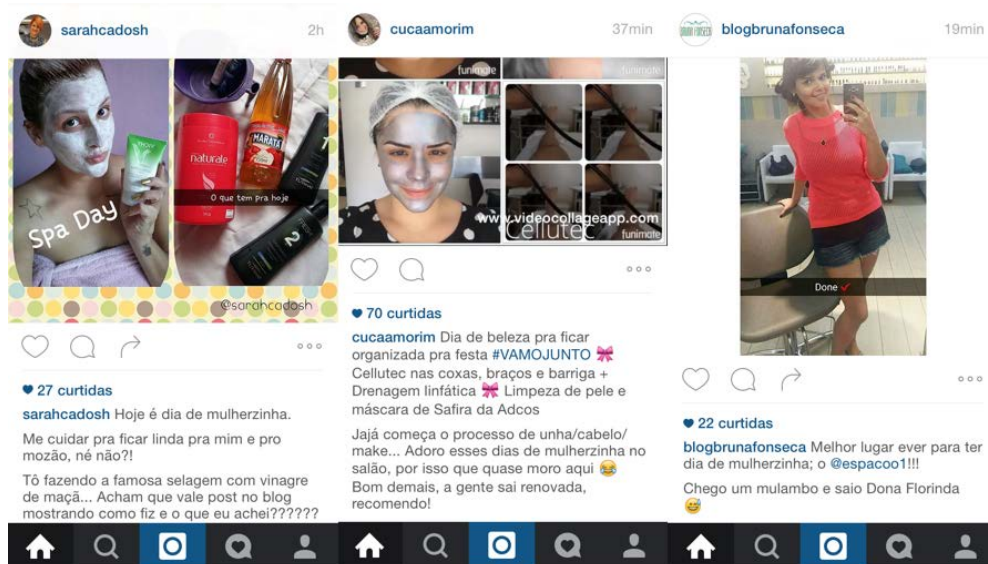 sarahcadosh
2h
VICHY
naturale
MARATÁ
O que tem pra hoje
1
2
Spa Day
@sarahcadosh
27 curtidas
sarahcadosh Hoje é dia de mulherzinha.
Me cuidar pra ficar linda pra mim e pro
mozão, né não?!
Tô fazendo a famosa selagem com vinagre
de maçã... Acham que vale post no blog
mostrando como fiz e o que eu achei??????
cucaamorim
37min
funimate
www.videocollageapp.com
Cellutec
funimate
70 curtidas
cucaamorim Dia de beleza pra ficar
organizada pra festa #VAMOJUNTO 🎀
Cellutec nas coxas, braços e barriga +
Drenagem linfática 🎀 Limpeza de pele e
máscara de Safira da Adcos
Jajá começa o processo de unha/cabelo/
make... Adoro esses dias de mulherzinha no
salão, por isso que quase moro aqui 😂
Bom demais, a gente sai renovada,
recomendo!
BRUNA FONSECA
blogbrunafonseca
19min
Done ✓
22 curtidas
blogbrunafonseca Melhor lugar ever para ter
dia de mulherzinha; o @espacoo1!!!
Chego um mulambo e saio Dona Florinda
😅